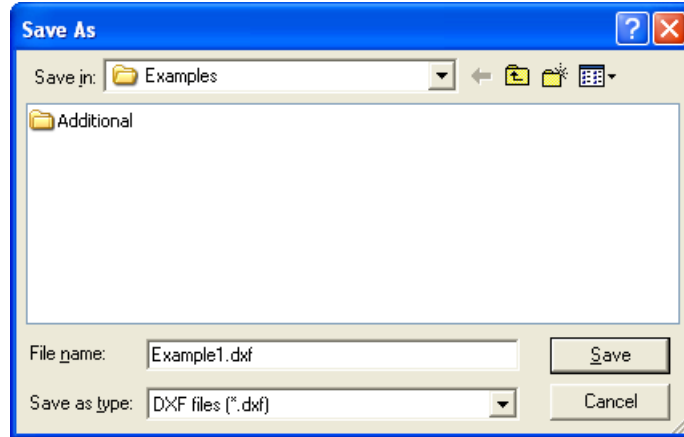 Save As
Save in: Examples
Additional
File name: Example1.dxf Save
Save as type: DXF files (*.dxf) Cancel